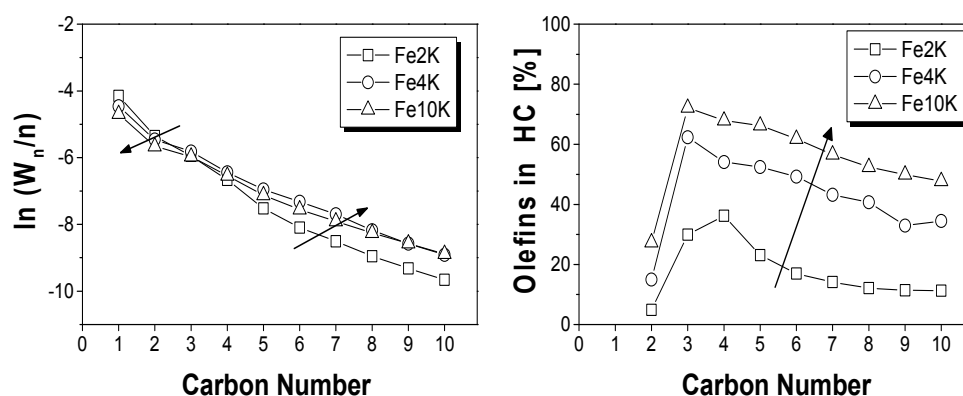 -2
-4
-6
-8
-10
ln (Wn/n)
Fe2K
Fe4K
Fe10K
0 1 2 3 4 5 6 7 8 9 10
Carbon Number
100
80
60
40
20
0
Olefins in HC [%]
Fe2K
Fe4K
Fe10K
0 1 2 3 4 5 6 7 8 9 10
Carbon Number